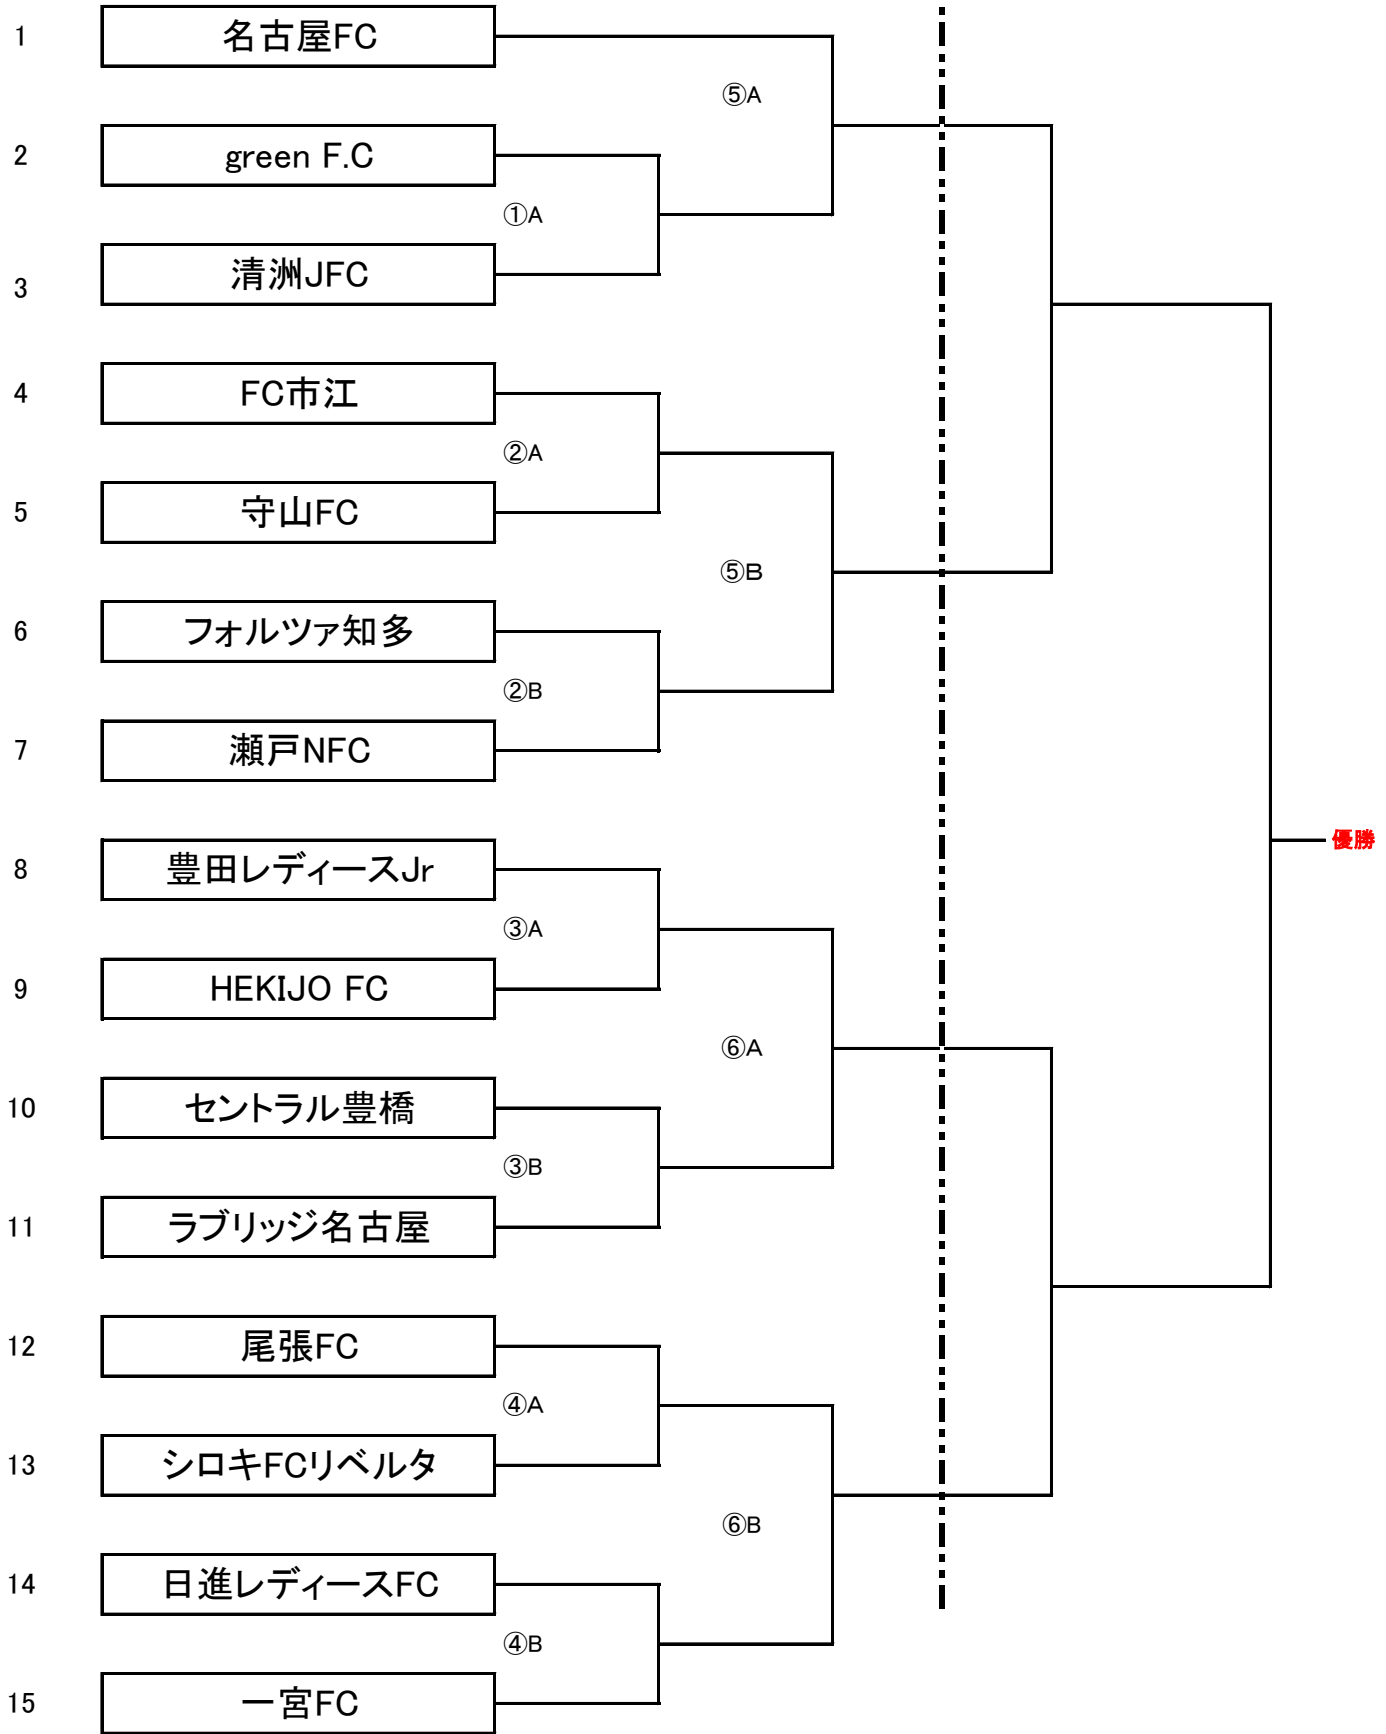 1 名古屋FC
⑤A
2 green F.C
①A
3 清洲JFC
4 FC市江
②A
5 守山FC
⑤B
6 フォルツァ知多
②B
7 瀬戸NFC
優勝
8 豊田レディースJr
③A
9 HEKIJO FC
⑥A
10 セントラル豊橋
③B
11 ラブリッジ名古屋
12 尾張FC
④A
13 シロキFCリベルタ
⑥B
14 日進レディースFC
④B
15 一宮FC